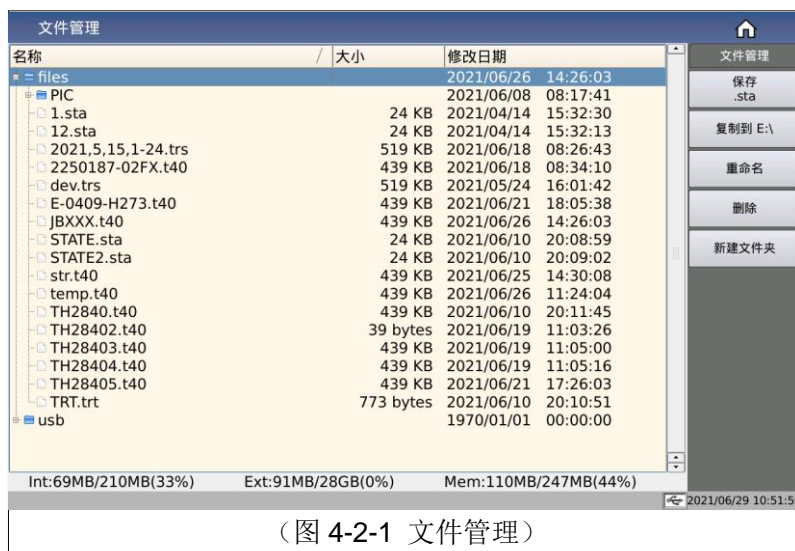 文件管理
名称 / 大小 修改日期 文件管理
files 2021/06/26 14:26:03
PIC 2021/06/08 08:17:41
1.sta 24 KB 2021/04/14 15:32:30
12.sta 24 KB 2021/04/14 15:32:13
2021,5,15,1-24.trs 519 KB 2021/06/18 08:26:43
2250187-02FX.t40 439 KB 2021/06/18 08:34:10
dev.trs 519 KB 2021/05/24 16:01:42
E-0409-H273.t40 439 KB 2021/06/21 18:05:38
JBXXX.t40 439 KB 2021/06/26 14:26:03
STATE.sta 24 KB 2021/06/10 20:08:59
STATE2.sta 24 KB 2021/06/10 20:09:02
str.t40 439 KB 2021/06/25 14:30:08
temp.t40 439 KB 2021/06/26 11:24:04
TH2840.t40 439 KB 2021/06/10 20:11:45
TH28402.t40 39 bytes 2021/06/19 11:03:26
TH28403.t40 439 KB 2021/06/19 11:05:00
TH28404.t40 439 KB 2021/06/19 11:05:16
TH28405.t40 439 KB 2021/06/21 17:26:03
TRT.trt 773 bytes 2021/06/10 20:10:51
usb 1970/01/01 00:00:00
保存
.sta
复制到 E:\
重命名
删除
新建文件夹
Int:69MB/210MB(33%) Ext:91MB/28GB(0%) Mem:110MB/247MB(44%)
2021/06/29 10:51:5
（图 4-2-1 文件管理）